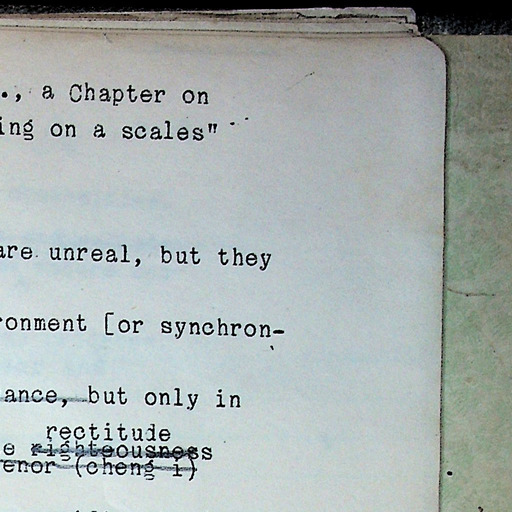 ., a Chapter on
ing on a scales"
are unreal, but they
ronment [or synchron-
ance, but only in
rectitude
e righteousness
enor (cheng i)